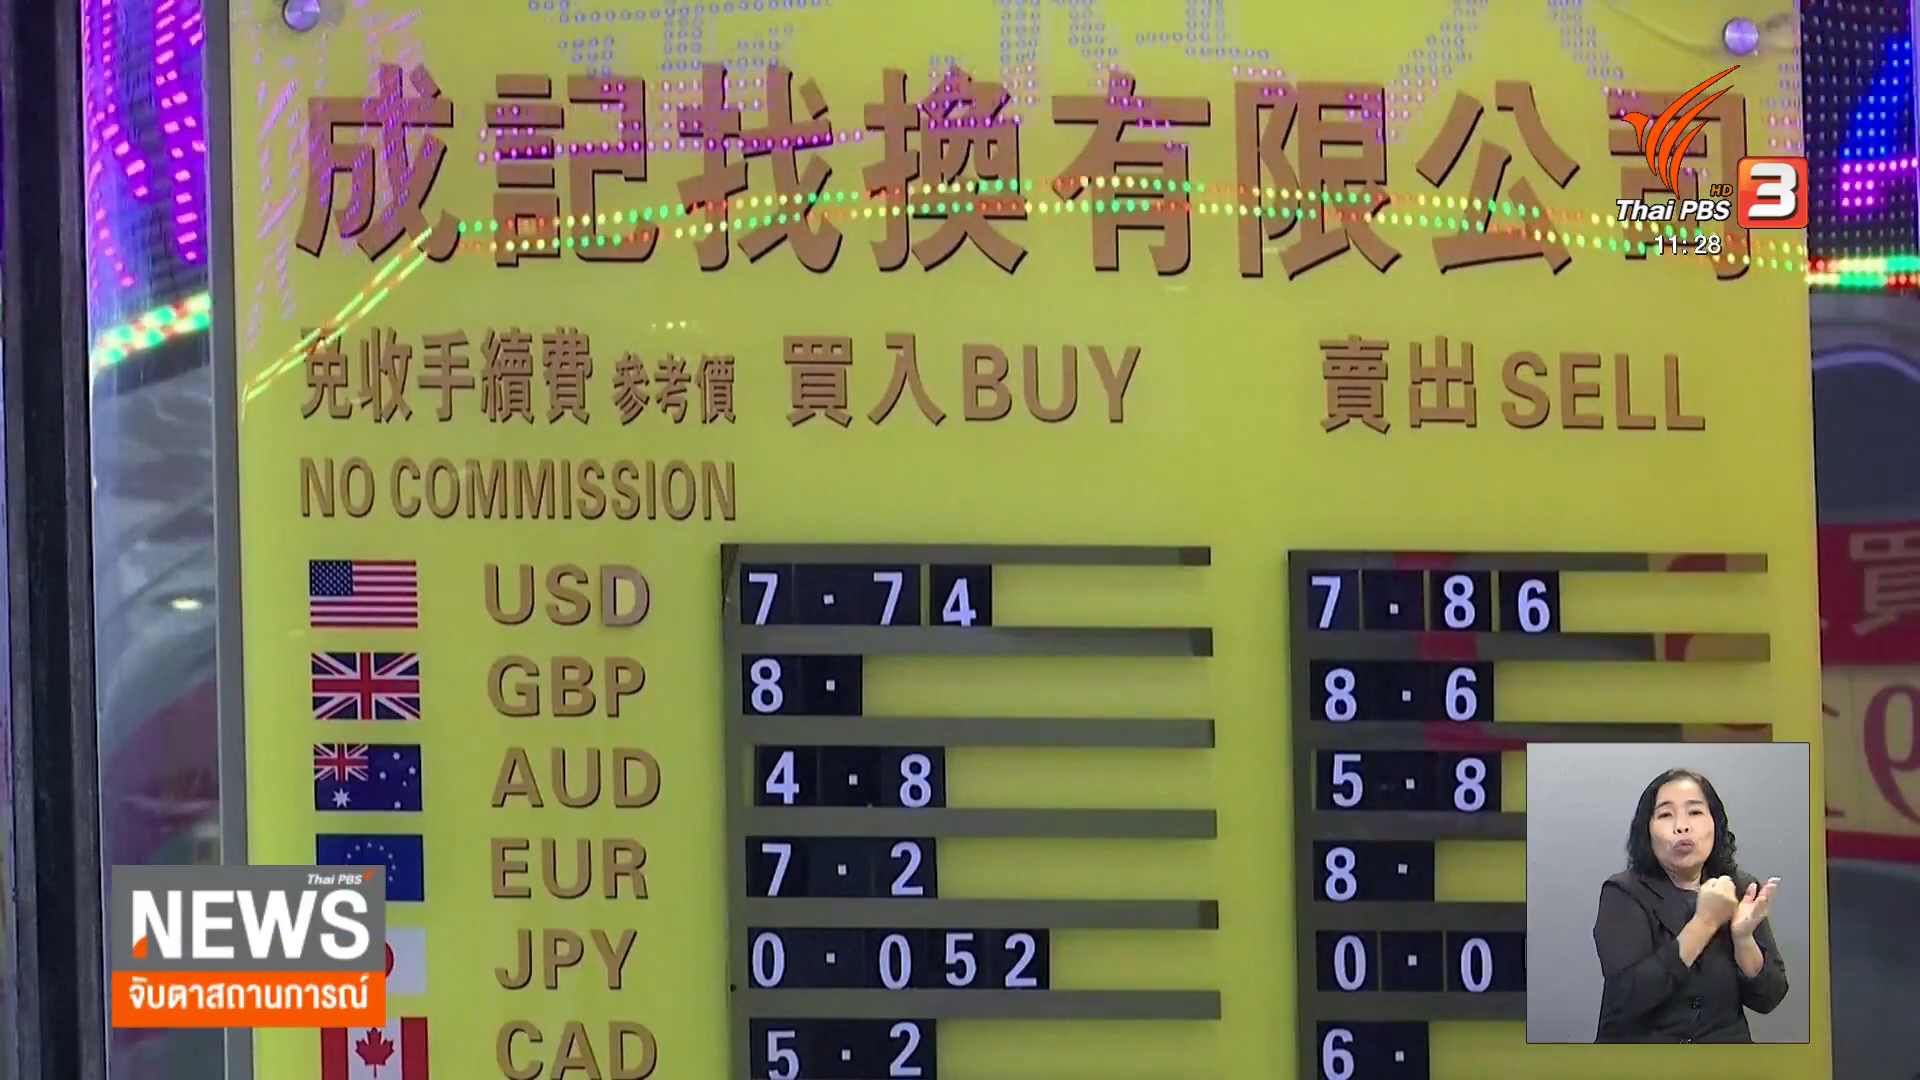 成記找換有限公司
Thai PBS HD 3
11:28
免收手續費 參考價 買入BUY 賣出SELL
NO COMMISSION
USD 7.74 7.86
GBP 8. 8.6
AUD 4.8 5.8
EUR 7.2 8.
JPY 0.052 0.0
CAD 5.2 6.
Thai PBS
NEWS
จับตาสถานการณ์